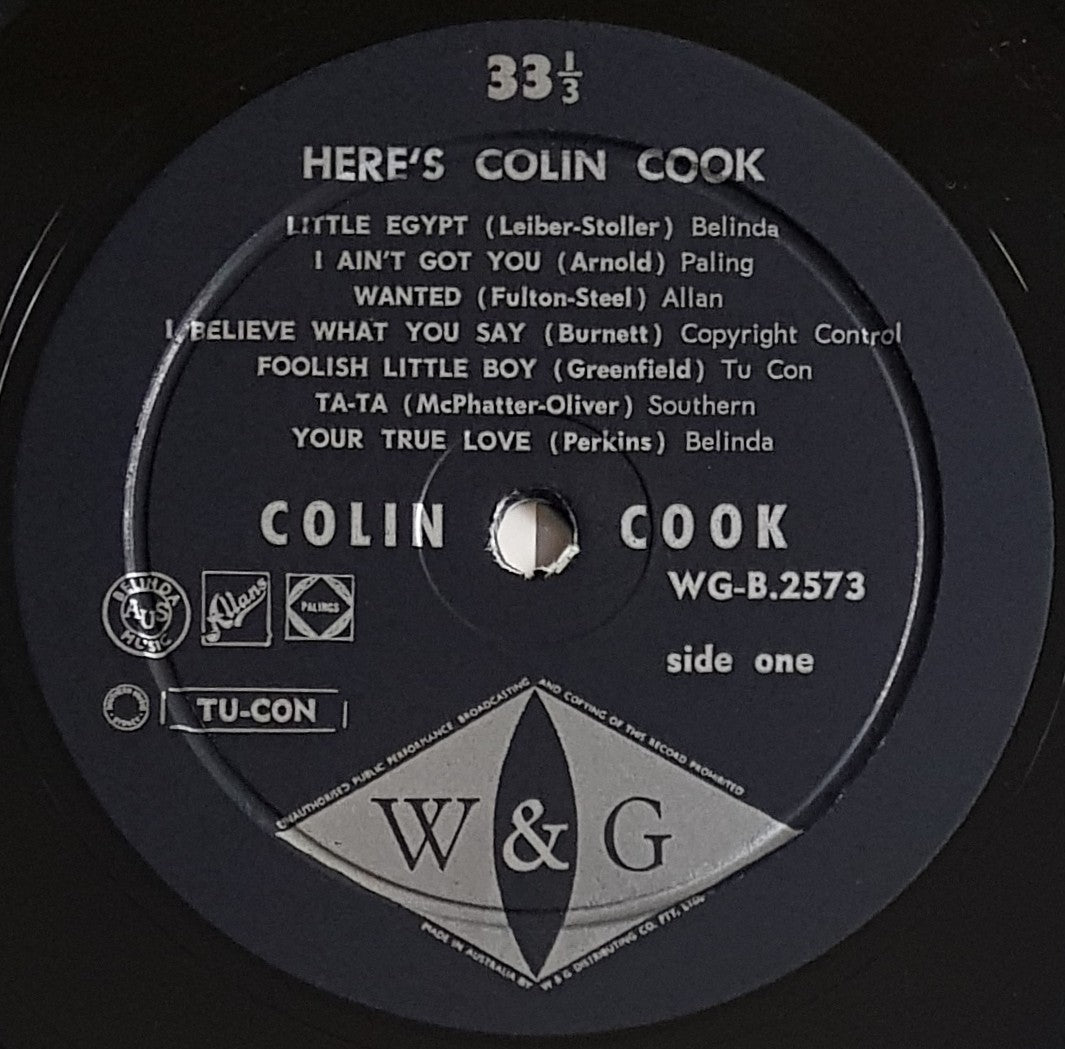 33 1/3
HERE'S COLIN COOK
LITTLE EGYPT (Leiber-Stoller) Belinda
I AIN'T GOT YOU (Arnold) Paling
WANTED (Fulton-Steel) Allan
I BELIEVE WHAT YOU SAY (Burnett) Copyright Control
FOOLISH LITTLE BOY (Greenfield) Tu Con
TA-TA (McPhatter-Oliver) Southern
YOUR TRUE LOVE (Perkins) Belinda
COLIN COOK
WG-B.2573
side one
BELINDA
AUS
MUSIC
Allans
PALINGS
TU-CON
UNAUTHORISED PUBLIC PERFORMANCE BROADCASTING AND COPYING OF THIS RECORD PROHIBITED
W & G
MADE IN AUSTRALIA BY W & G DISTRIBUTING CO. PTY. LTD.